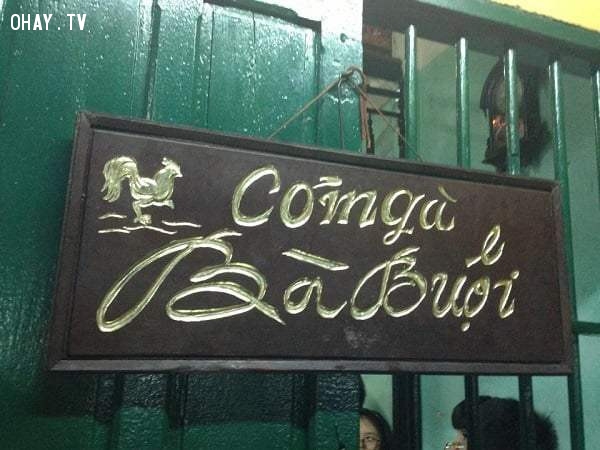 OHAY.TV
Cơm gà
Bà Buội